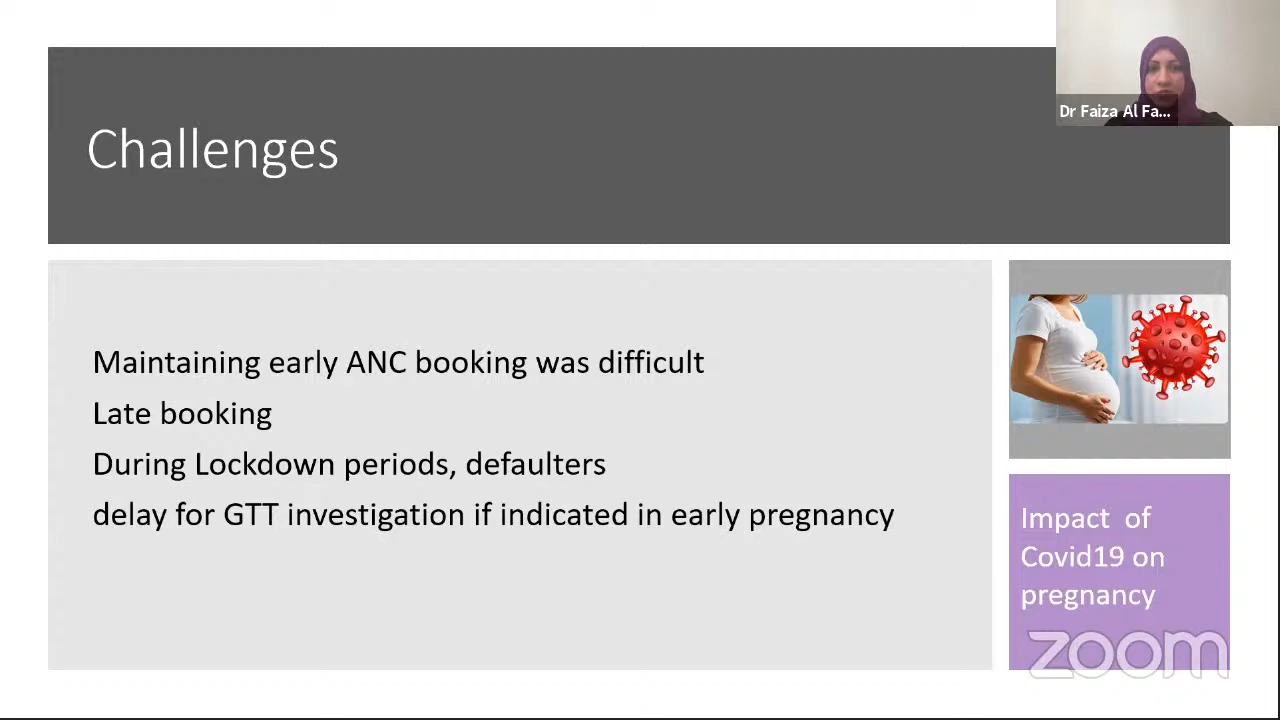 Dr Faiza Al Fa...
Challenges
Maintaining early ANC booking was difficult
Late booking
During Lockdown periods, defaulters
delay for GTT investigation if indicated in early pregnancy
Impact of
Covid19 on
pregnancy
zoom